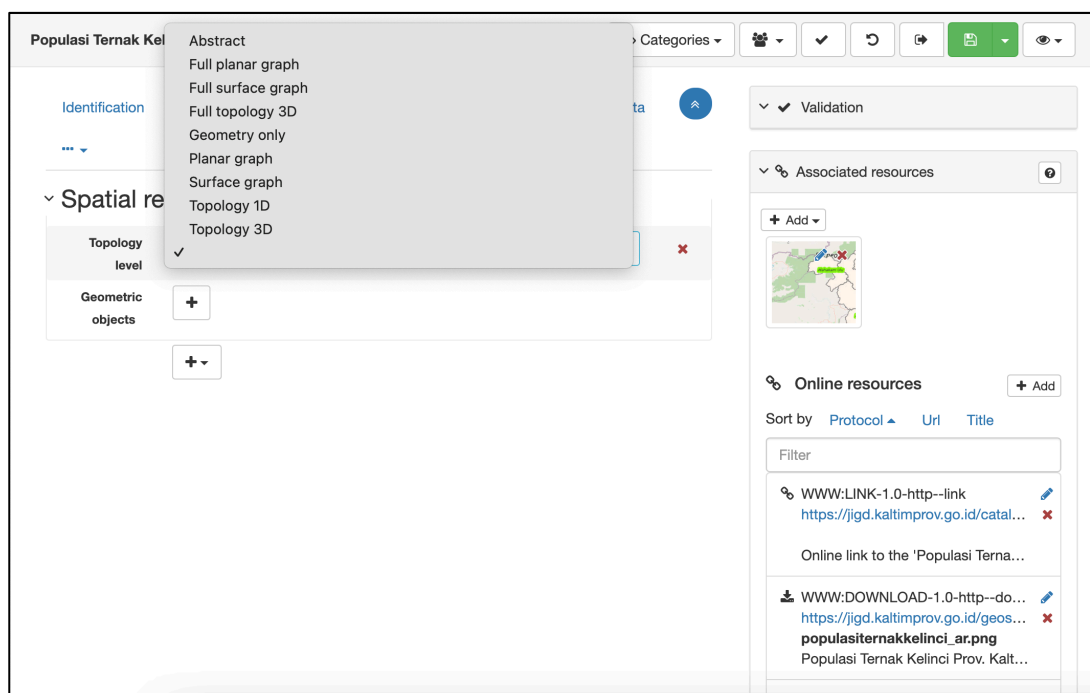 Populasi Ternak Kel
Categories
Abstract
Full planar graph
Full surface graph
Full topology 3D
Geometry only
Planar graph
Surface graph
Topology 1D
Topology 3D
Identification
ta
Spatial re
Topology
level
Geometric
objects
Validation
Associated resources
Add
Online resources
Add
Sort by Protocol Url Title
Filter
WWW:LINK-1.0-http--link
https://jigd.kaltimprov.go.id/catal...
Online link to the 'Populasi Terna...
WWW:DOWNLOAD-1.0-http--do...
https://jigd.kaltimprov.go.id/geos...
populasiternakkelinci_ar.png
Populasi Ternak Kelinci Prov. Kalt...